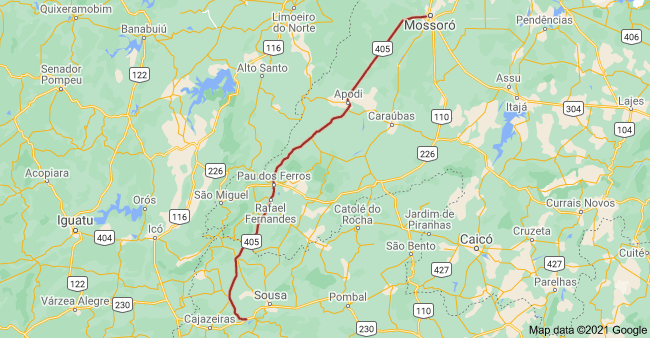 Quixeramobim
Limoeiro
do Norte
Mossoró
Banabuiú
Pendências
405
406
116
122
Senador
Pompeu
Alto Santo
Assu
Apodi
Itajá
Lajes
304
Caraúbas
110
104
226
Acopiara
Pau dos Ferros
226
São Miguel
Orós
Rafael
Fernandes
Catolé do
Rocha
Jardim de
Piranhas
Currais Novos
116
Iguatu
Icó
404
405
São Bento
Caicó
Cruzeta
Cuité
427
427
122
Parelhas
Várzea Alegre
230
Sousa
Pombal
110
Cajazeiras
230
Map data ©2021 Google